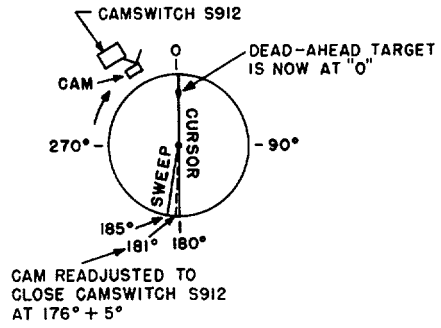 CAMSWITCH S912
0
DEAD-AHEAD TARGET
IS NOW AT "0"
CAM
CURSOR
270°
90°
SWEEP
185°
181°
180°
CAM READJUSTED TO
CLOSE CAMSWITCH S912
AT 176° + 5°